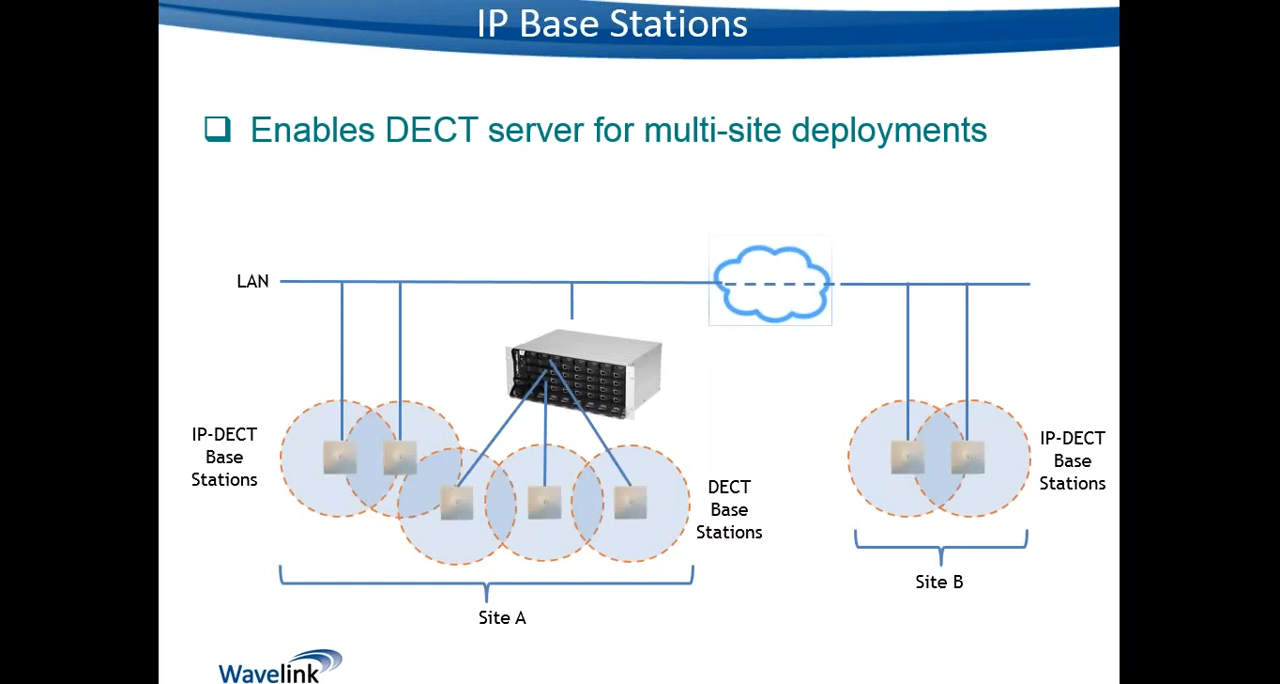 IP Base Stations
Enables DECT server for multi-site deployments
LAN
IP-DECT
Base
Stations
DECT
Base
Stations
IP-DECT
Base
Stations
Site A
Site B
Wavelink